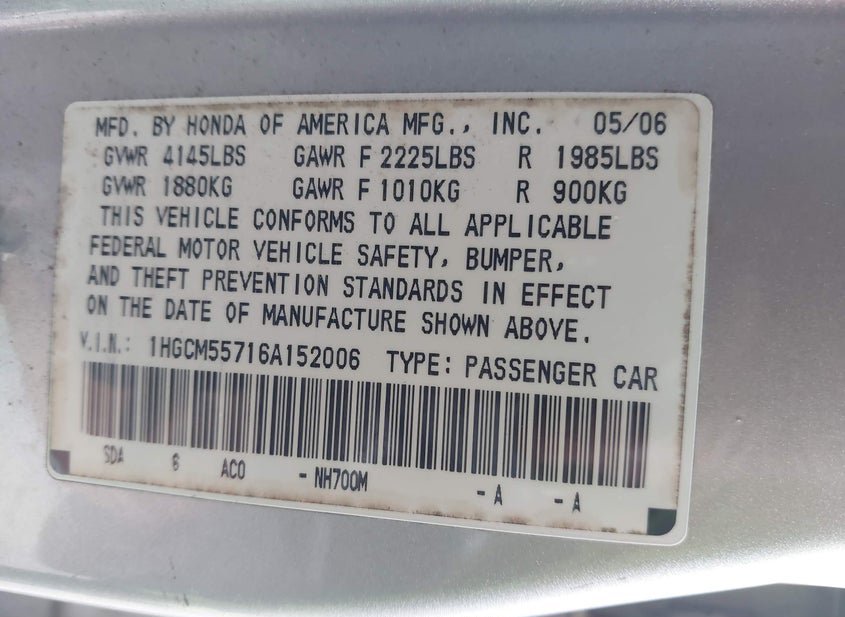 MFD. BY HONDA OF AMERICA MFG., INC. 05/06
GVWR 4145LBS GAWR F 2225LBS R 1985LBS
GVWR 1880KG GAWR F 1010KG R 900KG
THIS VEHICLE CONFORMS TO ALL APPLICABLE
FEDERAL MOTOR VEHICLE SAFETY, BUMPER,
AND THEFT PREVENTION STANDARDS IN EFFECT
ON THE DATE OF MANUFACTURE SHOWN ABOVE.
V.I.N.: 1HGCM55716A152006 TYPE: PASSENGER CAR
SDA 6 AC0 - NH700M - A - A